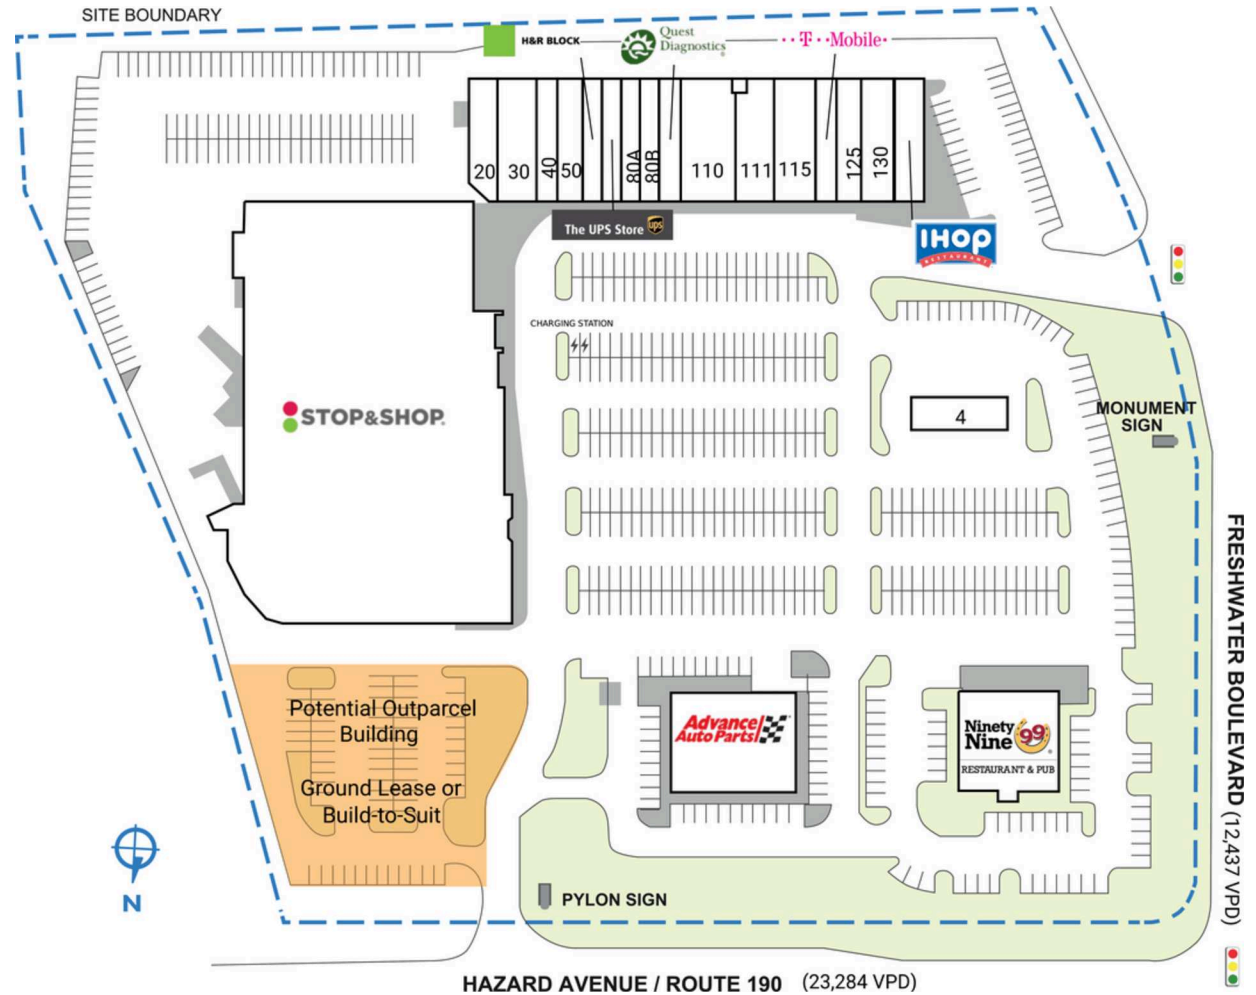 SITE BOUNDARY
H&R BLOCK
Quest
Diagnostics
T Mobile
20
30
40
50
80A
80B
110
111
115
125
130
The UPS Store
ups
IHOP
RESTAURANT
CHARGING STATION
STOP&SHOP
4
MONUMENT
SIGN
Potential Outparcel
Building
Ground Lease or
Build-to-Suit
Advance
Auto Parts
Ninety
Nine
99
RESTAURANT & PUB
FRESHWATER BOULEVARD (12,437 VPD)
N
PYLON SIGN
HAZARD AVENUE / ROUTE 190 (23,284 VPD)